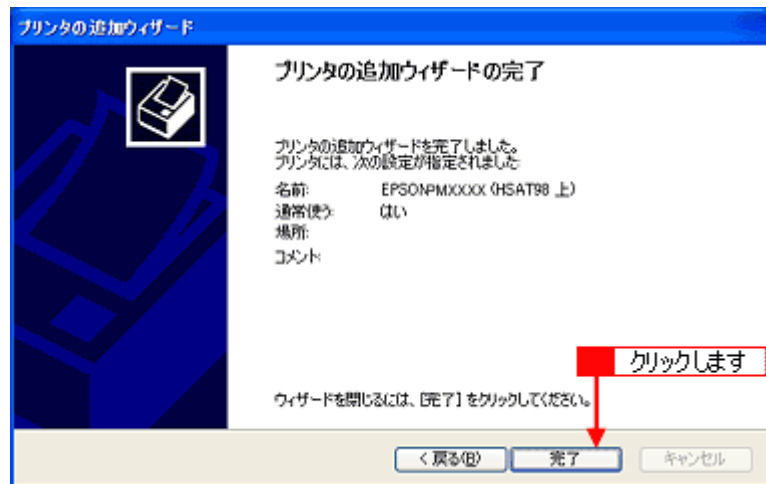 プリンタの追加ウィザード
プリンタの追加ウィザードの完了
プリンタの追加ウィザードを完了しました。
プリンタには、次の設定が指定されました:
名前: EPSONPMXXXX (HSAT98 上)
通常使う: はい
場所:
コメント:
クリックします
ウィザードを閉じるには、[完了] をクリックしてください。
< 戻る(B) 完了 キャンセル